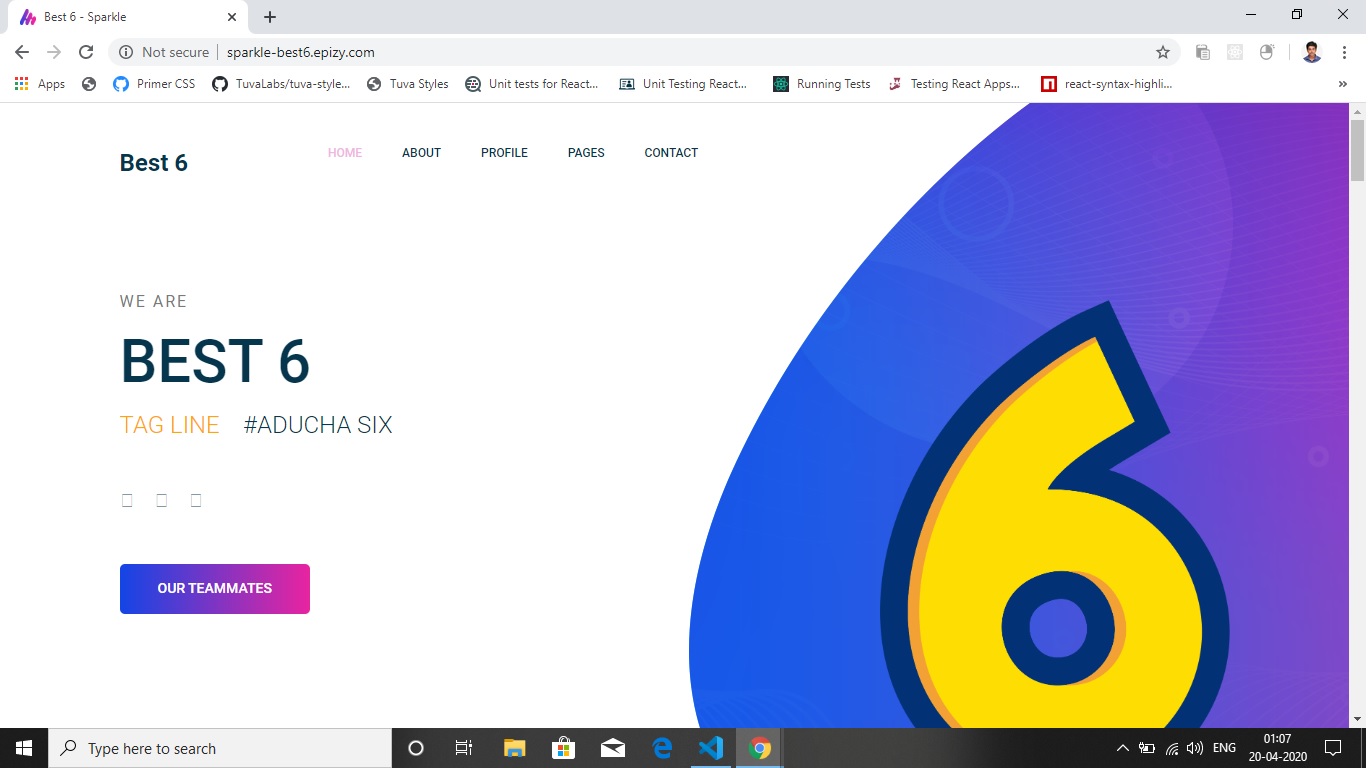 Best 6 - Sparkle
Not secure sparkle-best6.epizy.com
Apps Primer CSS TuvaLabs/tuva-style... Tuva Styles Unit tests for React... Unit Testing React... Running Tests Testing React Apps... react-syntax-highli... »
Best 6 HOME ABOUT PROFILE PAGES CONTACT
WE ARE
BEST 6
TAG LINE #ADUCHA SIX
OUR TEAMMATES
6
Type here to search
ENG
01:07
20-04-2020